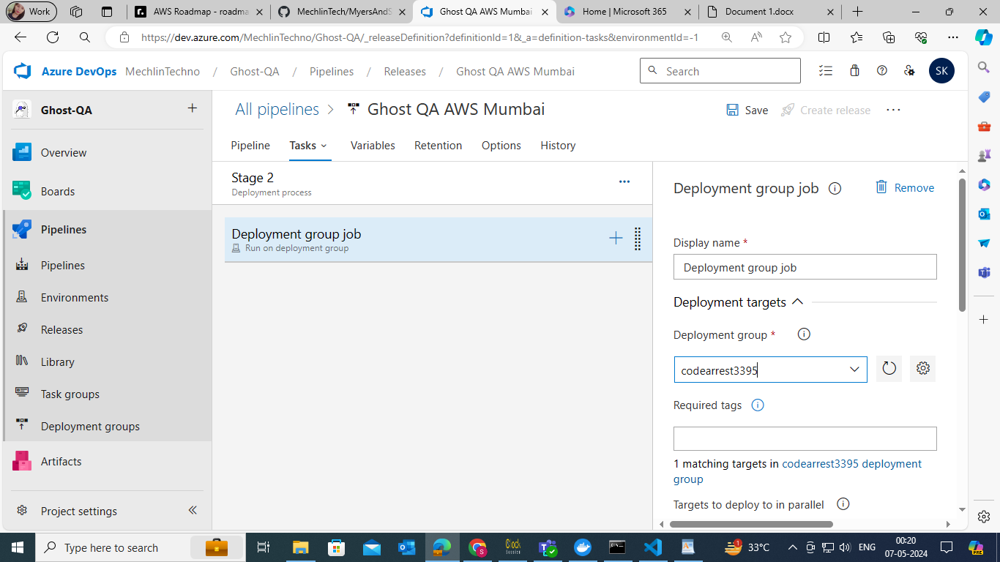 Work
AWS Roadmap - roadma
MechlinTech/MyersAndS
Ghost QA AWS Mumbai
Home | Microsoft 365
Document 1.docx
https://dev.azure.com/MechlinTechno/Ghost-QA/_releaseDefinition?definitionId=1&_a=definition-tasks&environmentId=-1
Azure DevOps MechlinTechno / Ghost-QA / Pipelines / Releases / Ghost QA AWS Mumbai
Search
SK
Ghost-QA
Overview
Boards
Pipelines
Pipelines
Environments
Releases
Library
Task groups
Deployment groups
Artifacts
Project settings
All pipelines > Ghost QA AWS Mumbai
Save
Create release
Pipeline Tasks Variables Retention Options History
Stage 2
Deployment process
Deployment group job
Run on deployment group
Deployment group job
Remove
Display name *
Deployment group job
Deployment targets
Deployment group *
codearrest3395
Required tags
1 matching targets in codearrest3395 deployment
group
Targets to deploy to in parallel
Type here to search
33°C
ENG
00:20
07-05-2024